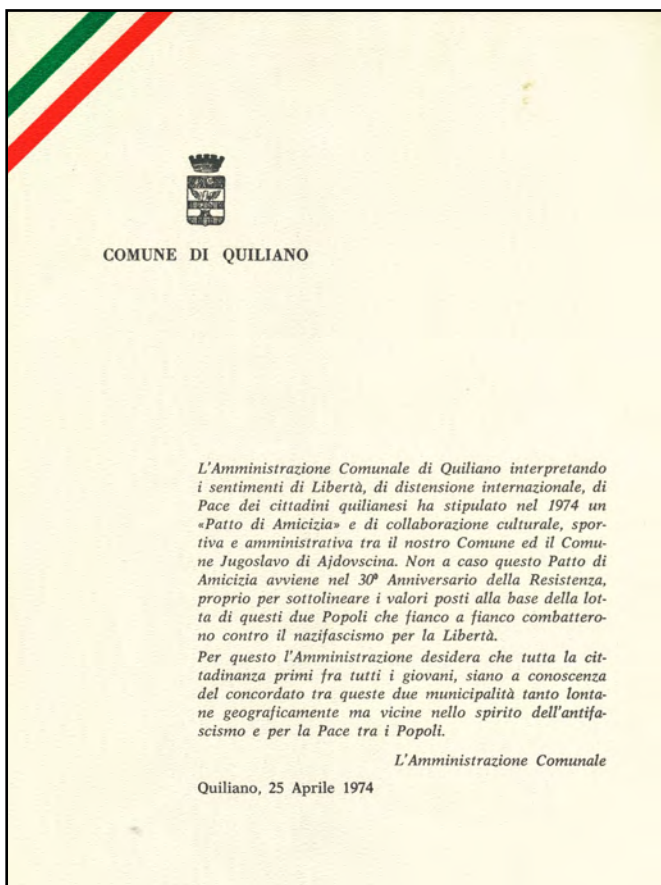 COMUNE DI QUILIANO
L'Amministrazione Comunale di Quiliano interpretando
i sentimenti di Libertà, di distensione internazionale, di
Pace dei cittadini quilianesi ha stipulato nel 1974 un
«Patto di Amicizia» e di collaborazione culturale, spor-
tiva e amministrativa tra il nostro Comune ed il Comu-
ne Jugoslavo di Ajdovscina. Non a caso questo Patto di
Amicizia avviene nel 30º Anniversario della Resistenza,
proprio per sottolineare i valori posti alla base della lot-
ta di questi due Popoli che fianco a fianco combattero-
no contro il nazifascismo per la Libertà.
Per questo l'Amministrazione desidera che tutta la cit-
tadinanza primi fra tutti i giovani, siano a conoscenza
del concordato tra queste due municipalità tanto lonta-
ne geograficamente ma vicine nello spirito dell'antifa-
scismo e per la Pace tra i Popoli.
L'Amministrazione Comunale
Quiliano, 25 Aprile 1974